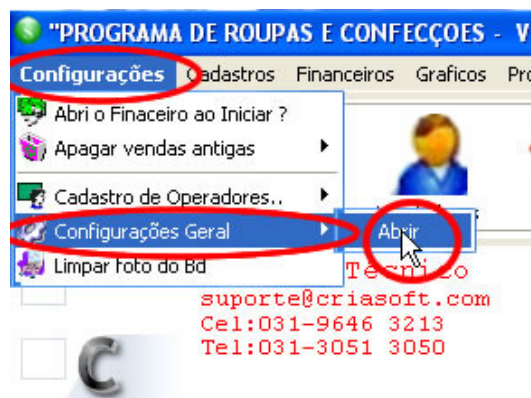 "PROGRAMA DE ROUPAS E CONFECÇOES - V
Configurações Cadastros Financeiros Graficos Pro
Abri o Finaceiro ao Iniciar ?
Apagar vendas antigas
Cadastro de Operadores..
Configurações Geral
Abrir
Limpar foto do Bd
Tecnico
suporte@criasoft.com
Cel:031-9646 3213
Tel:031-3051 3050
C